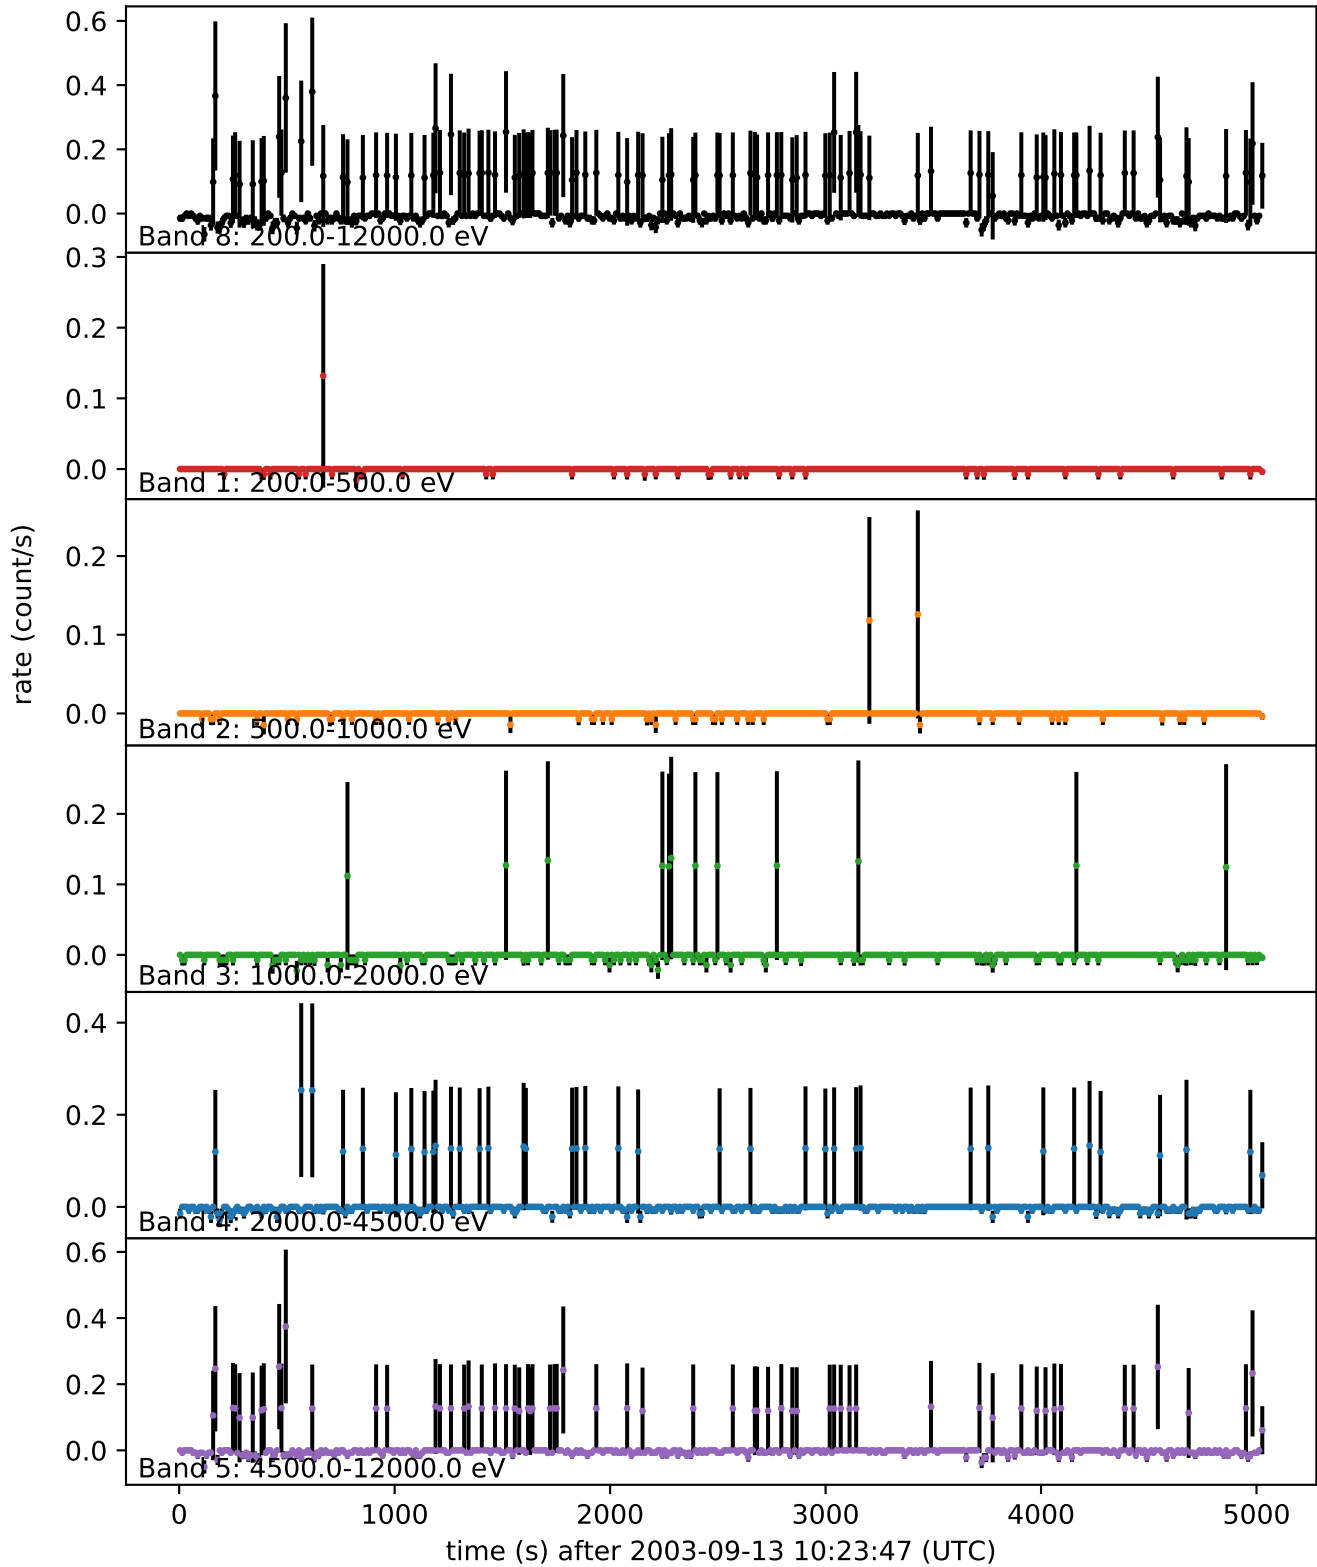 0.6
0.4
0.2
0.0
Band 8: 200.0-12000.0 eV
0.3
0.2
0.1
0.0
Band 1: 200.0-500.0 eV
rate (count/s)
0.2
0.1
0.0
Band 2: 500.0-1000.0 eV
0.2
0.1
0.0
Band 3: 1000.0-2000.0 eV
0.4
0.2
0.0
Band 4: 2000.0-4500.0 eV
0.6
0.4
0.2
0.0
Band 5: 4500.0-12000.0 eV
0 1000 2000 3000 4000 5000
time (s) after 2003-09-13 10:23:47 (UTC)